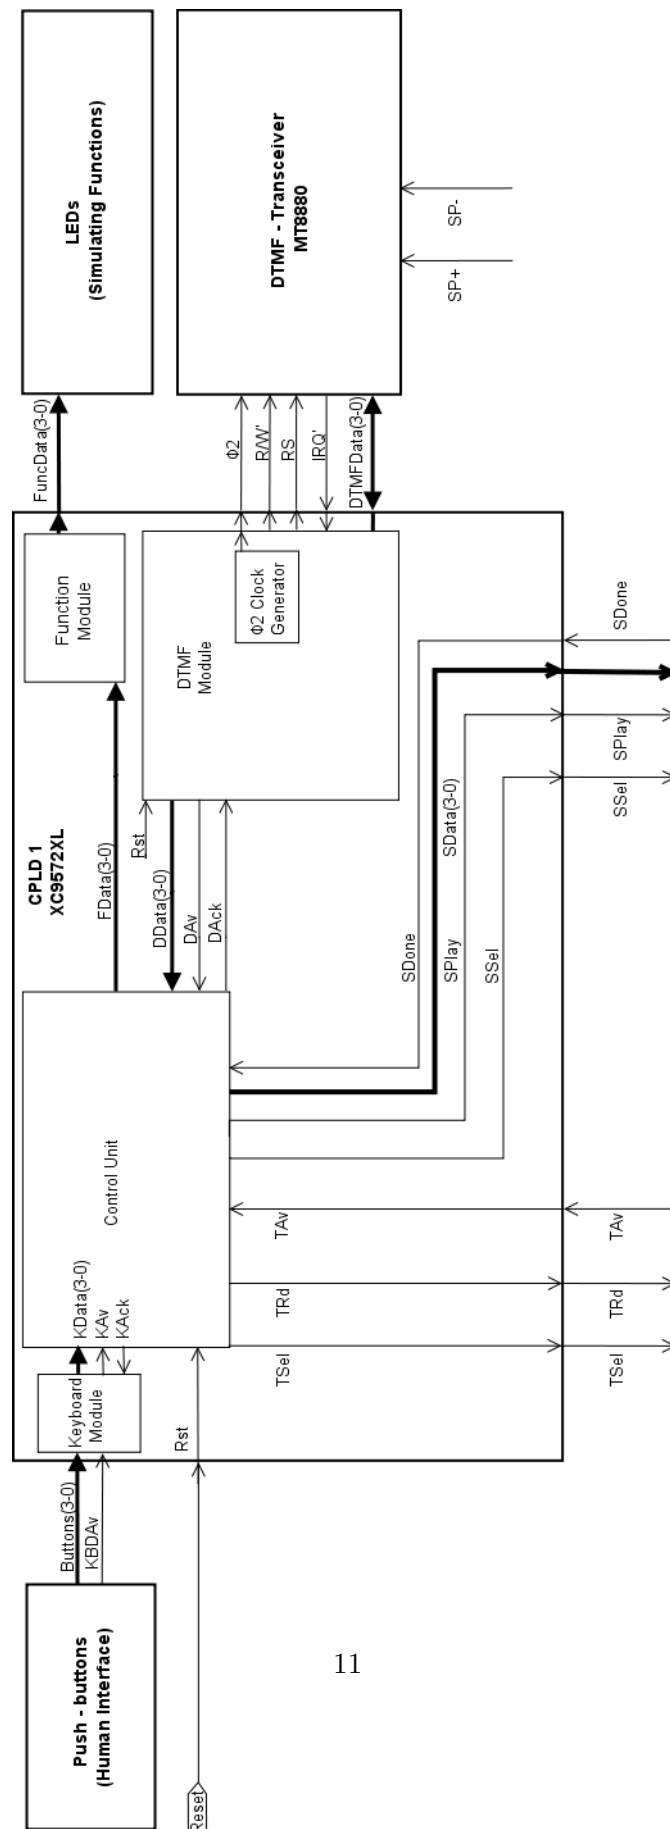 LEDs
(Simulating Functions)
DTMF - Transceiver
MT8880
SP-
SP+
FuncData(3-0)
Φ2
R/W'
RS
IRQ'
DTMFData(3-0)
Function
Module
Φ2 Clock
Generator
DTMF
Module
SDone
SPlay
SSel
CPLD 1
XC9572XL
FData(3-0)
Rst
DData(3-0)
DAv
DAck
SData(3-0)
SDone
SPlay
SSel
Control Unit
KData(3-0)
KAv
KAck
TAv
TRd
TSel
TAv
TRd
TSel
Keyboard
Module
Rst
Buttons(3-0)
KBDAv
Push - buttons
(Human Interface)
Reset
11